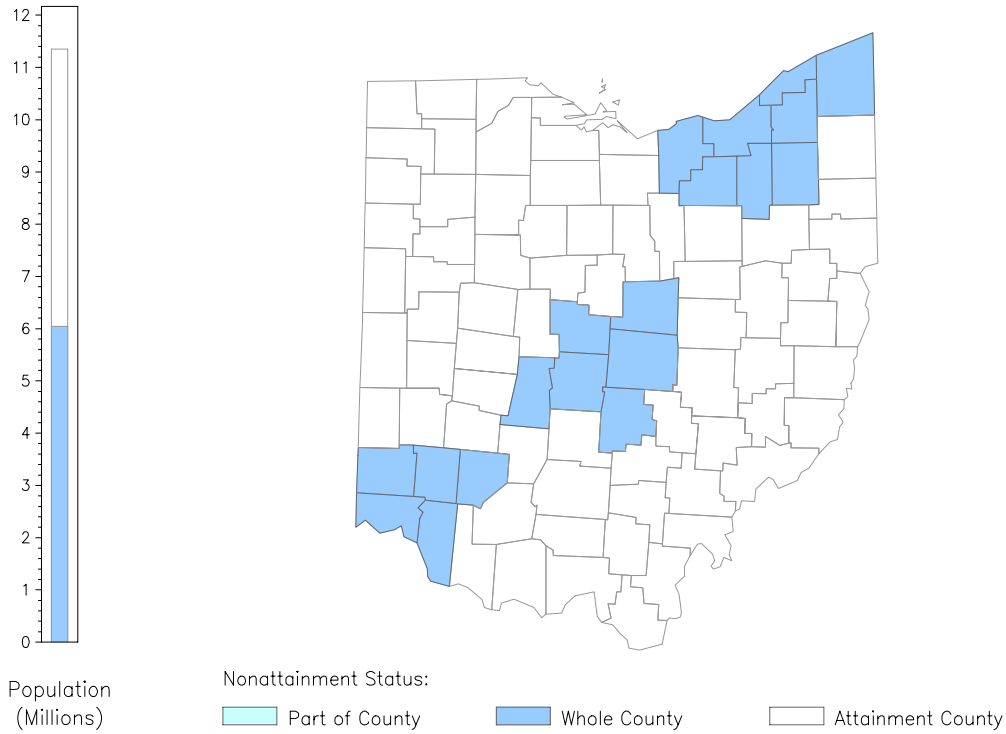 12
11
10
9
8
7
6
5
4
3
2
1
0
Population
(Millions)
Nonattainment Status:
Part of County
Whole County
Attainment County